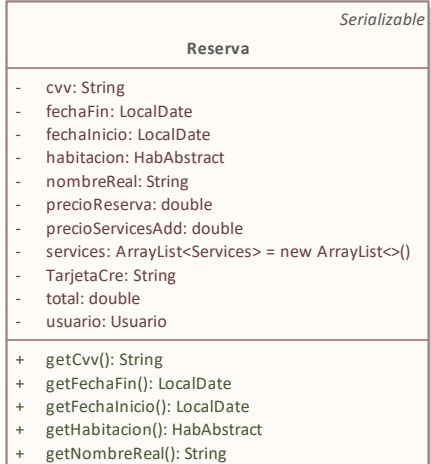 Serializable
Reserva
- cvv: String
- fechaFin: LocalDate
- fechaInicio: LocalDate
- habitacion: HabAbstract
- nombreReal: String
- precioReserva: double
- precioServicesAdd: double
- services: ArrayList<Services> = new ArrayList<>()
- TarjetaCre: String
- total: double
- usuario: Usuario
+ getCvv(): String
+ getFechaFin(): LocalDate
+ getFechaInicio(): LocalDate
+ getHabitacion(): HabAbstract
+ getNombreReal(): String